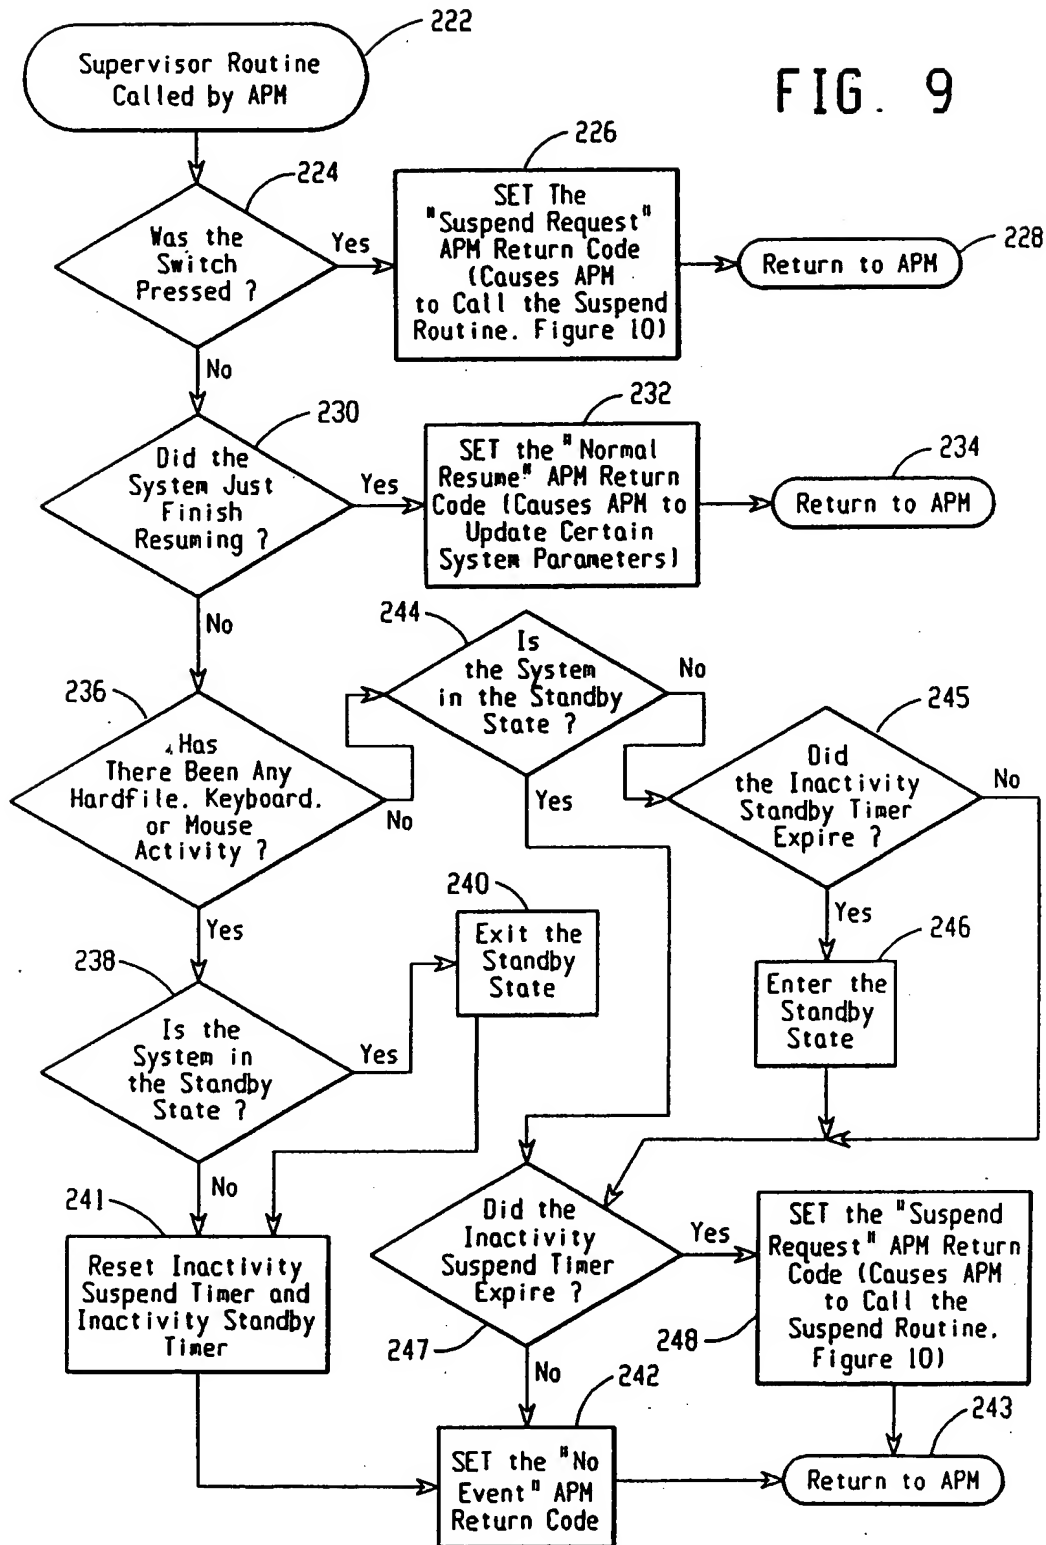 222
Supervisor Routine
Called by APM
FIG. 9
224
Was the
Switch
Pressed ?
Yes
No
226
SET The
"Suspend Request"
APM Return Code
(Causes APM
to Call the Suspend
Routine. Figure 10)
228
Return to APM
230
Did the
System Just
Finish
Resuming ?
Yes
No
232
SET the "Normal
Resume" APM Return
Code (Causes APM to
Update Certain
System Parameters)
234
Return to APM
236
Has
There Been Any
Hardfile. Keyboard.
or Mouse
Activity ?
No
Yes
244
Is
the System
in the Standby
State ?
No
Yes
245
Did
the Inactivity
Standby Timer
Expire ?
No
Yes
246
Enter the
Standby
State
238
Is the
System in
the Standby
State ?
Yes
No
240
Exit the
Standby
State
241
Reset Inactivity
Suspend Timer and
Inactivity Standby
Timer
247
Did the
Inactivity
Suspend Timer
Expire ?
Yes
No
248
SET the "Suspend
Request" APM Return
Code (Causes APM
to Call the
Suspend Routine.
Figure 10)
242
SET the "No
Event" APM
Return Code
243
Return to APM